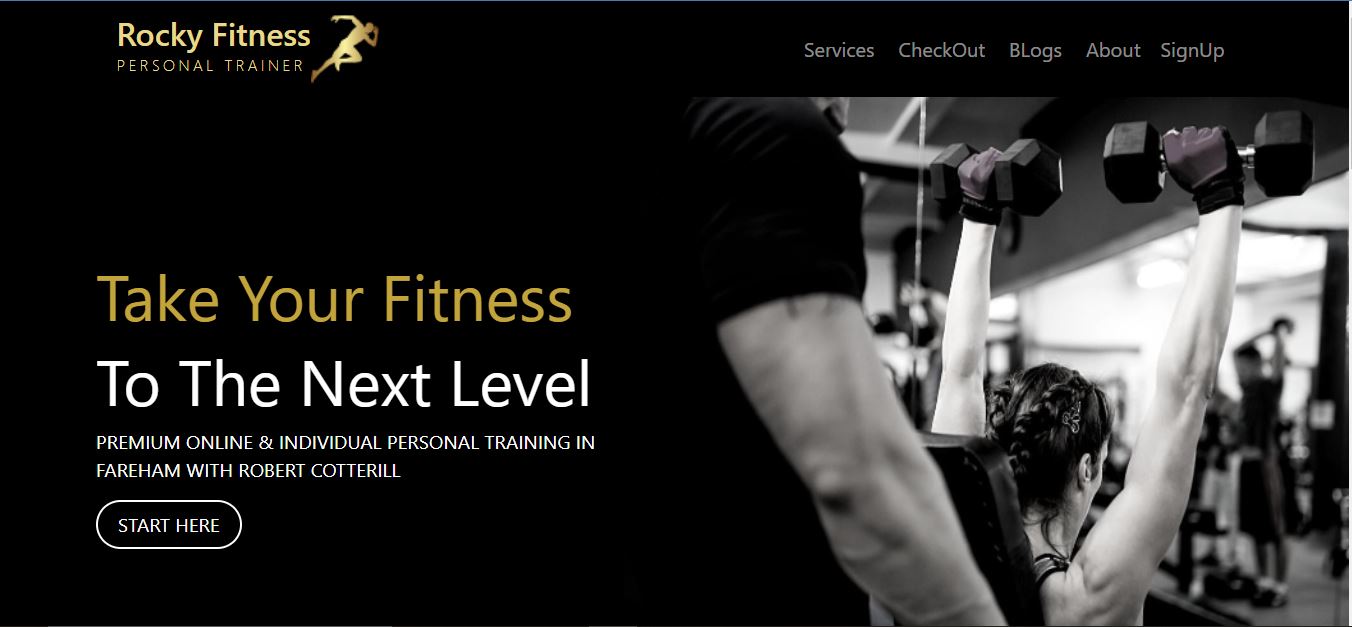 Rocky Fitness
PERSONAL TRAINER
Services CheckOut BLogs About SignUp
Take Your Fitness
To The Next Level
PREMIUM ONLINE & INDIVIDUAL PERSONAL TRAINING IN
FAREHAM WITH ROBERT COTTERILL
START HERE